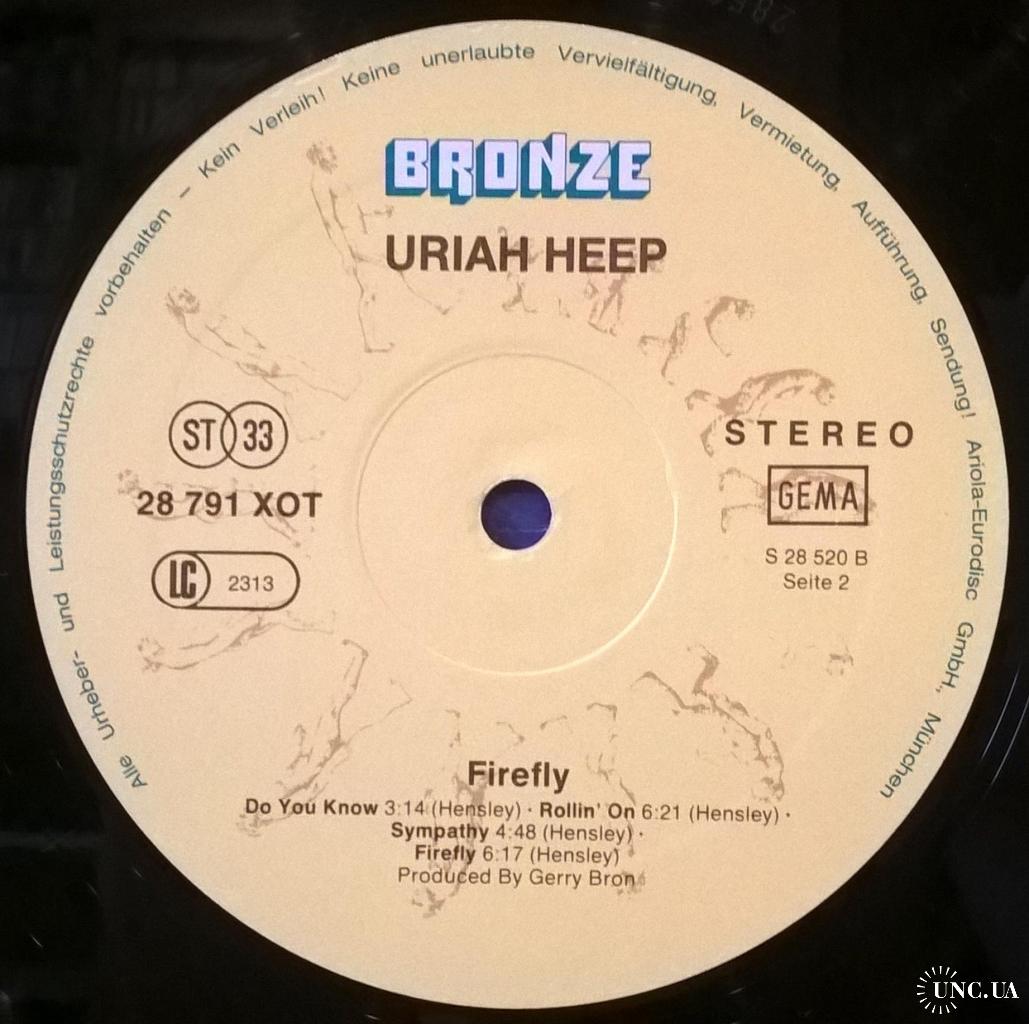 Alle Urheber- und Leistungsschutzrechte vorbehalten – Kein Verleih! Keine unerlaubte Vervielfältigung, Vermietung, Aufführung, Sendung! Ariola-Eurodisc GmbH., München
BRONZE
URIAH HEEP
ST 33
28 791 XOT
LC 2313
STEREO
GEMA
S 28 520 B
Seite 2
Firefly
Do You Know 3:14 (Hensley) · Rollin' On 6:21 (Hensley) ·
Sympathy 4:48 (Hensley) ·
Firefly 6:17 (Hensley)
Produced By Gerry Bron
UNC.UA